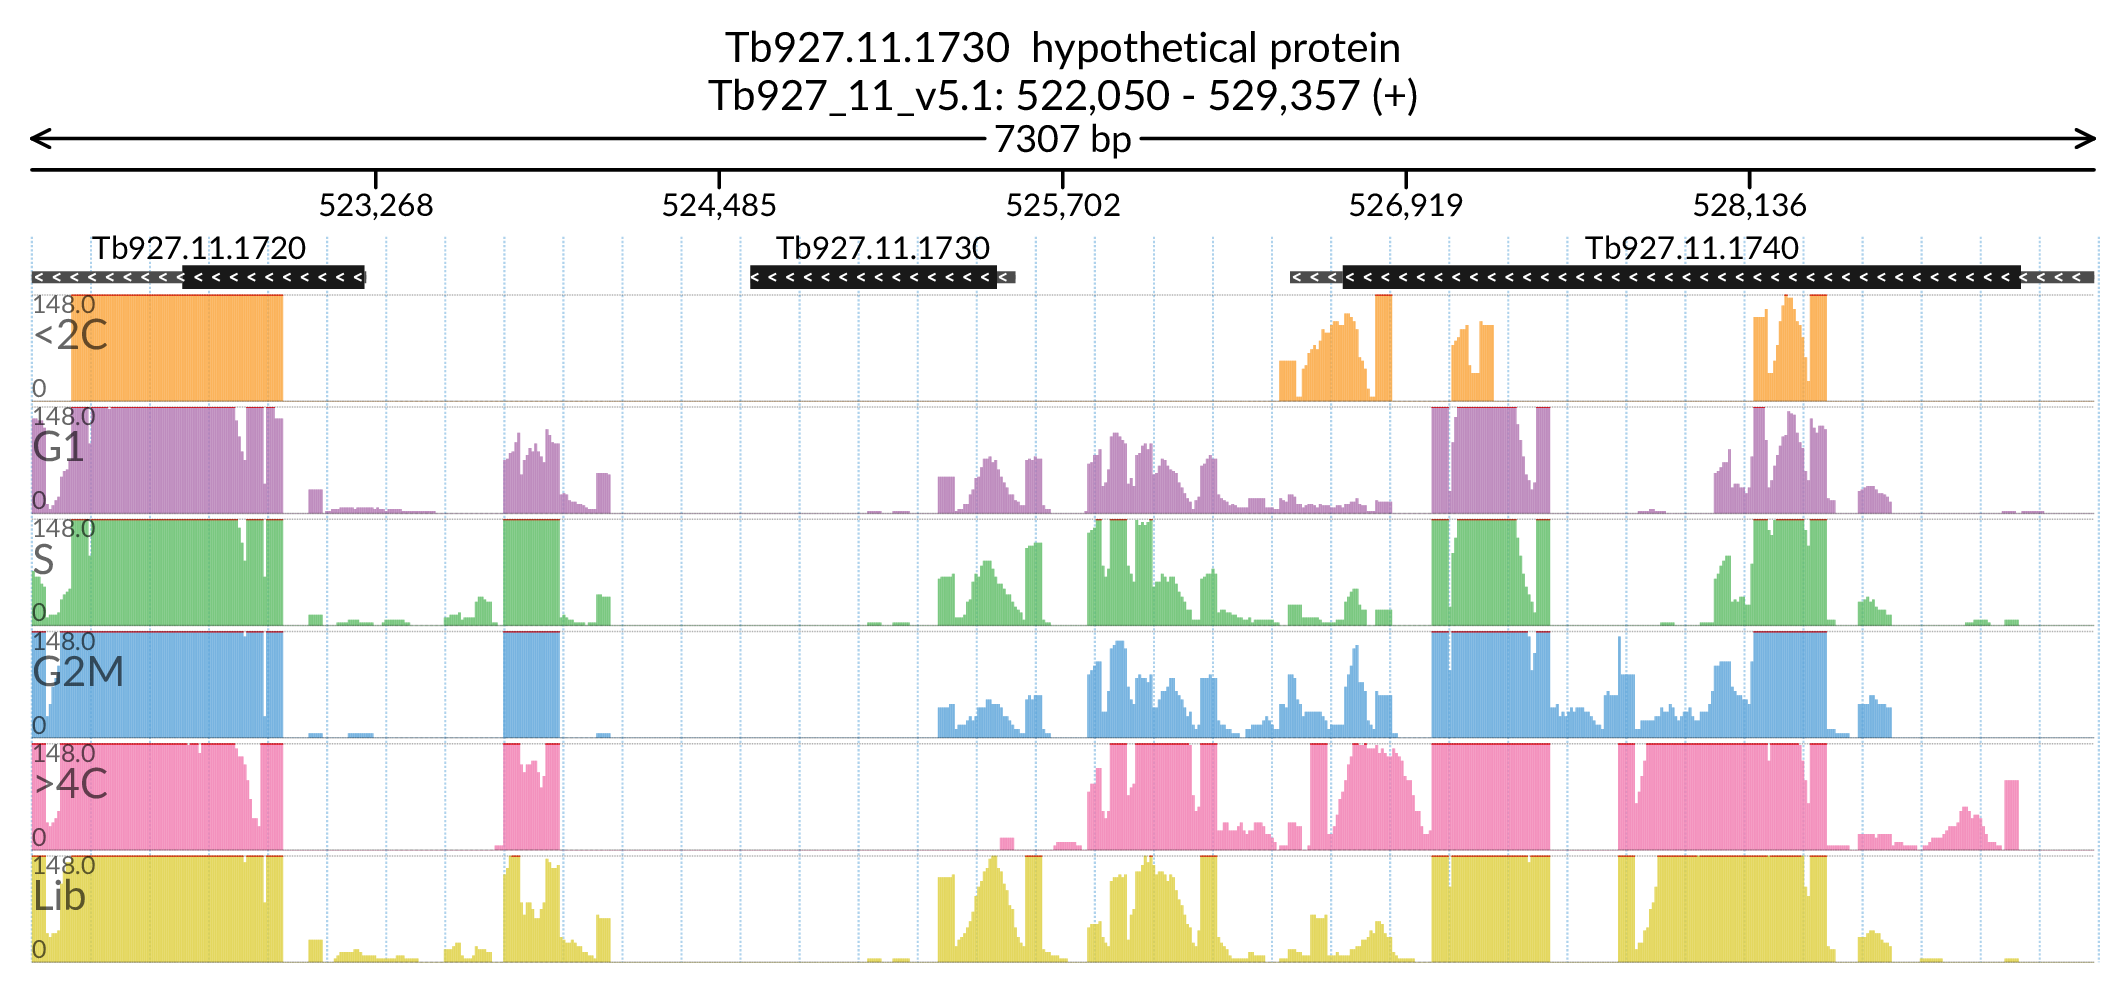 Tb927.11.1730  hypothetical protein
Tb927_11_v5.1: 522,050 - 529,357 (+)
7307 bp
523,268 524,485 525,702 526,919 528,136
Tb927.11.1720 Tb927.11.1730 Tb927.11.1740
148.0
<2C
0
148.0
G1
0
148.0
S
0
148.0
G2M
0
148.0
>4C
0
148.0
Lib
0